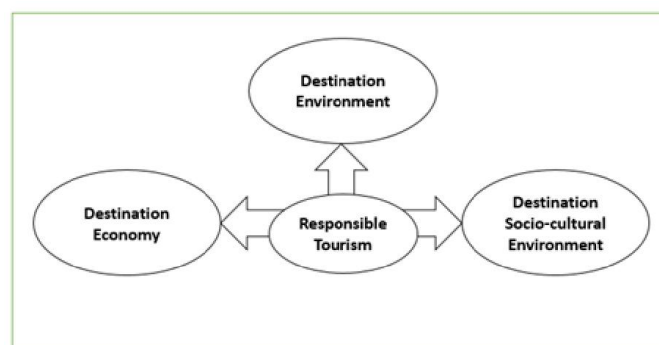 Destination
Environment
Destination
Economy
Responsible
Tourism
Destination
Socio-cultural
Environment